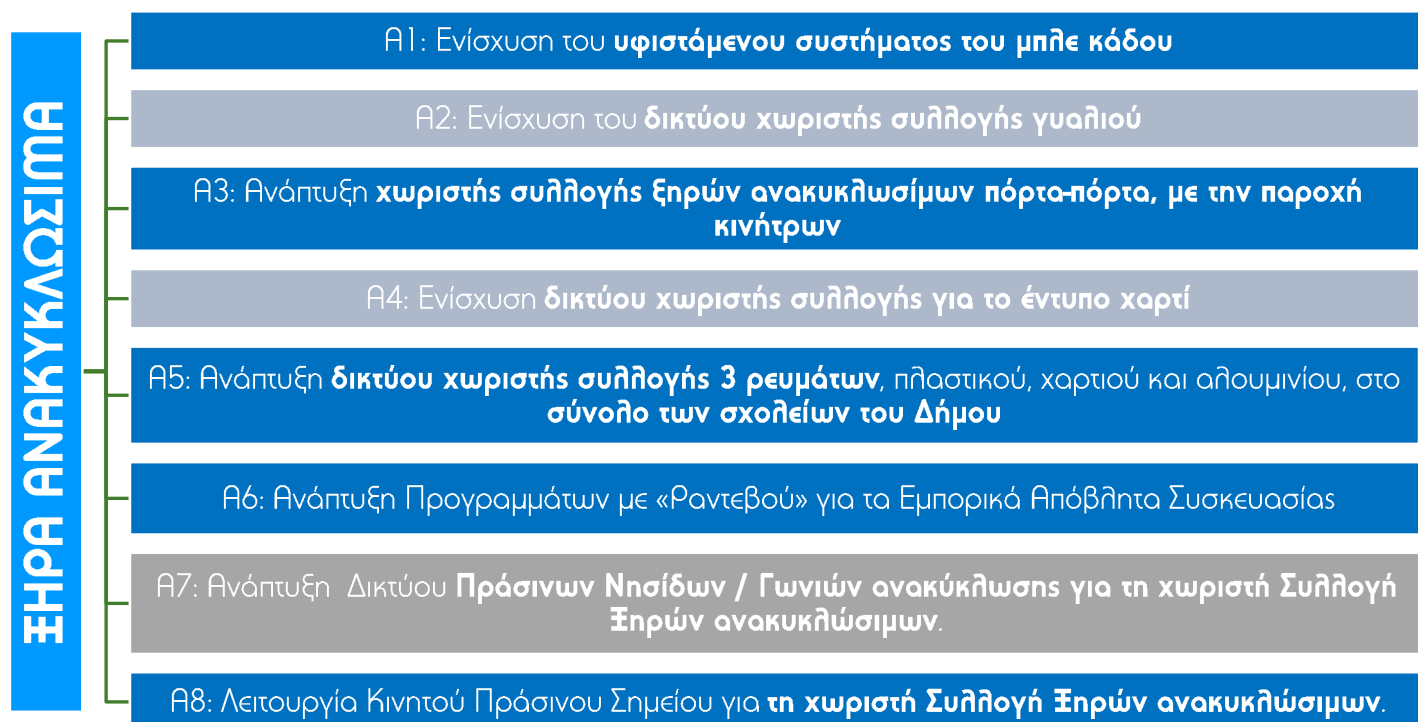 ΞΗΡΑ ΑΝΑΚΥΚΛΩΣΙΜΑ
Α1: Ενίσχυση του υφιστάμενου συστήματος του μπλε κάδου
Α2: Ενίσχυση του δικτύου χωριστής συλλογής γυαλιού
Α3: Ανάπτυξη χωριστής συλλογής ξηρών ανακυκλωσίμων πόρτα-πόρτα, με την παροχή
κινήτρων
Α4: Ενίσχυση δικτύου χωριστής συλλογής για το έντυπο χαρτί
Α5: Ανάπτυξη δικτύου χωριστής συλλογής 3 ρευμάτων, πλαστικού, χαρτιού και αλουμινίου, στο
σύνολο των σχολείων του Δήμου
Α6: Ανάπτυξη Προγραμμάτων με «Ραντεβού» για τα Εμπορικά Απόβλητα Συσκευασίας
Α7: Ανάπτυξη Δικτύου Πράσινων Νησίδων / Γωνιών ανακύκλωσης για τη χωριστή Συλλογή
Ξηρών ανακυκλώσιμων.
Α8: Λειτουργία Κινητού Πράσινου Σημείου για τη χωριστή Συλλογή Ξηρών ανακυκλώσιμων.